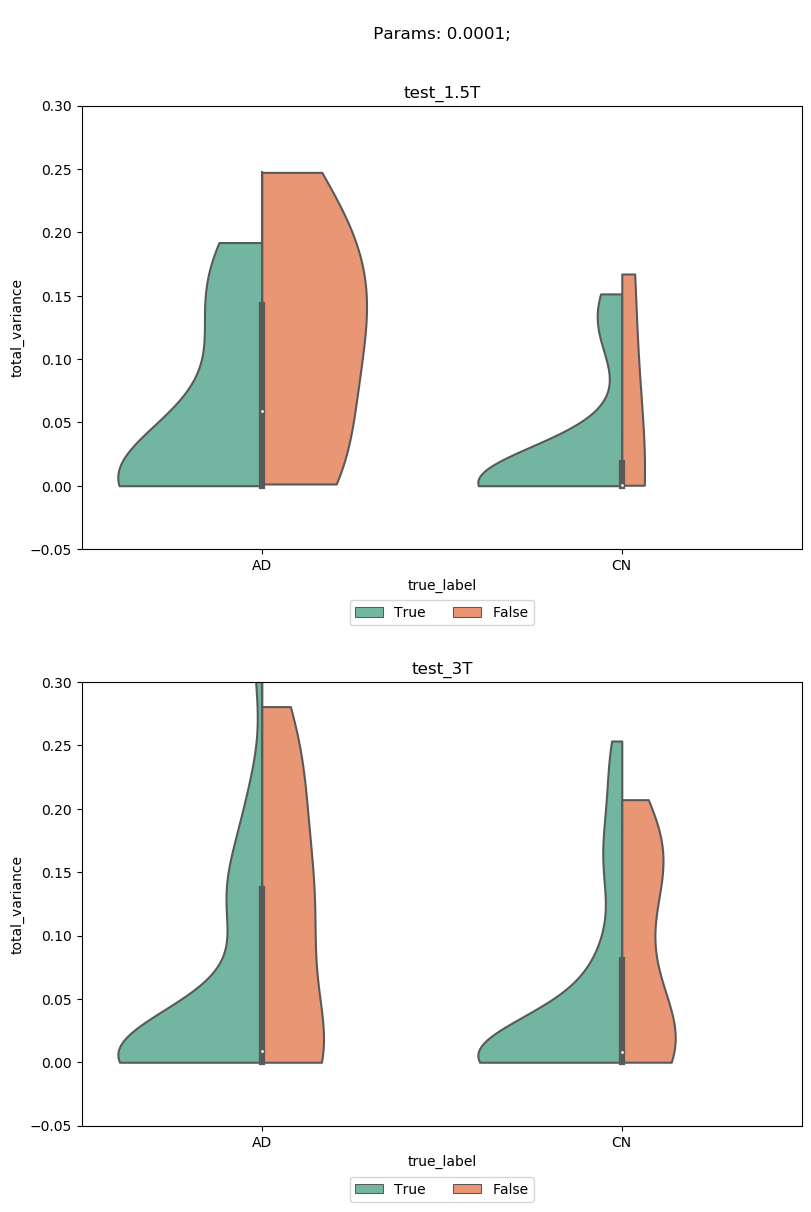 Params: 0.0001;
test_1.5T
0.30
0.25
0.20
0.15
0.10
0.05
0.00
−0.05
total_variance
AD CN
true_label
True False
test_3T
0.30
0.25
0.20
0.15
0.10
0.05
0.00
−0.05
total_variance
AD CN
true_label
True False